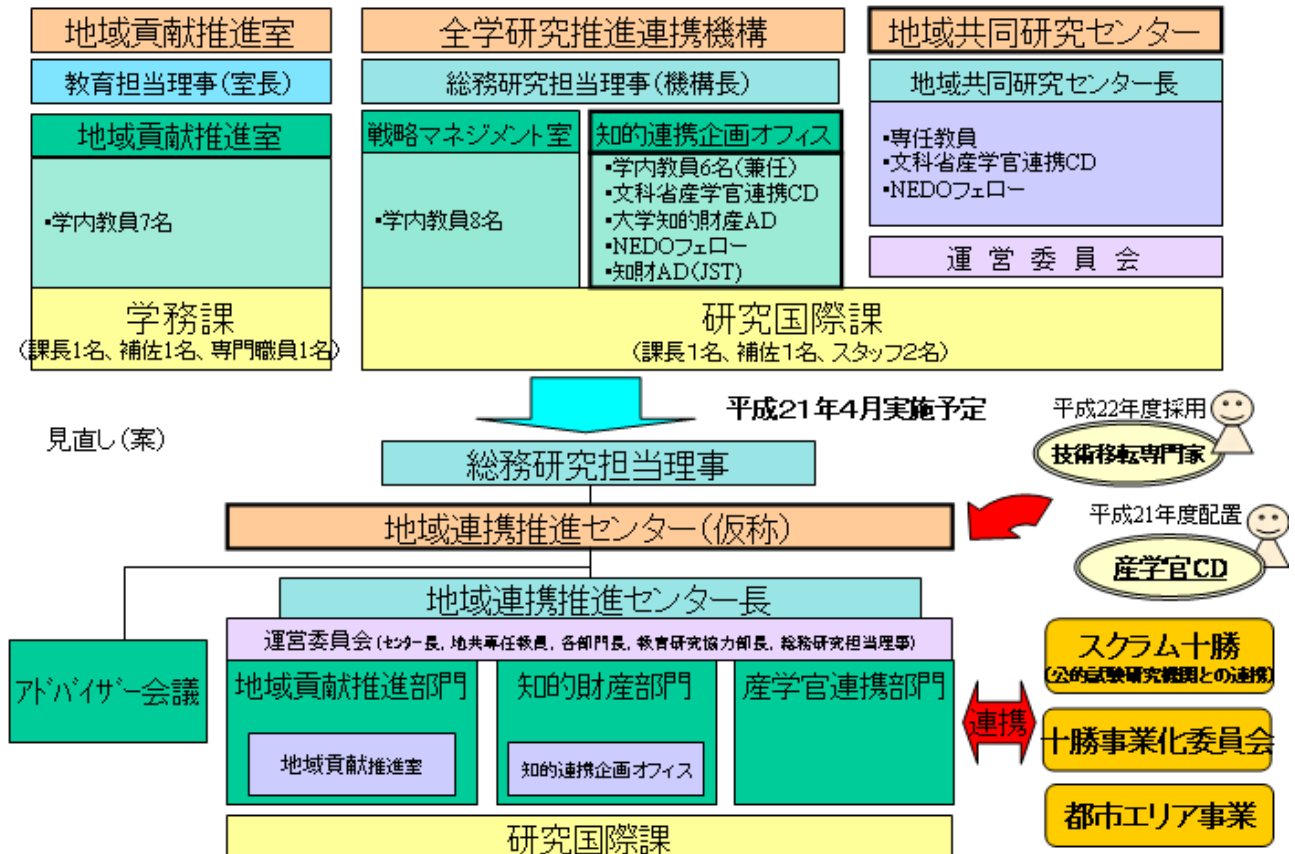 地域貢献推進室
教育担当理事(室長)
地域貢献推進室
▪学内教員7名
学務課
(課長1名、補佐1名、専門職員1名)
全学研究推進連携機構
総務研究担当理事(機構長)
戦略マネジメント室
▪学内教員8名
知的連携企画オフィス
▪学内教員6名(兼任)
▪文科省産学官連携CD
▪大学知的財産AD
▪NEDOフェロー
▪知財AD(JST)
地域共同研究センター
地域共同研究センター長
▪専任教員
▪文科省産学官連携CD
▪NEDOフェロー
運営委員会
研究国際課
(課長1名、補佐1名、スタッフ2名)
平成21年4月実施予定
見直し(案)
平成22年度採用
技術移転専門家
平成21年度配置
産学官CD
総務研究担当理事
地域連携推進センター(仮称)
地域連携推進センター長
運営委員会(センター長, 地共専任教員, 各部門長, 教育研究協力部長, 総務研究担当理事)
アドバイザー会議
地域貢献推進部門
地域貢献推進室
知的財産部門
知的連携企画オフィス
産学官連携部門
研究国際課
連携
スクラム十勝
(公的試験研究機関との連携)
十勝事業化委員会
都市エリア事業